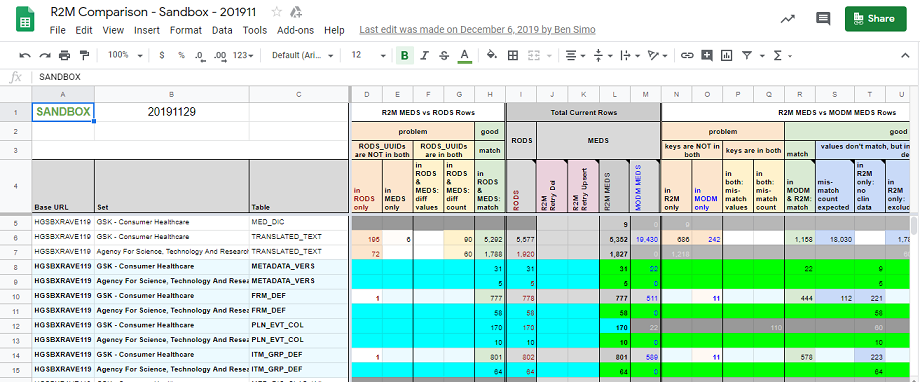 R2M Comparison - Sandbox - 201911
Share
File Edit View Insert Format Data Tools Add-ons Help Last edit was made on December 6, 2019 by Ben Simo
100% $ % .0 .00 123 Default (Ari... 12 B I S A
fx SANDBOX
A B C D E F G H I J K L M N O P Q R S T U
1 SANDBOX 20191129 R2M MEDS vs RODS Rows Total Current Rows R2M MEDS vs MODM MEDS Rows
2 problem good RODS MEDS problem good
3 RODS_UUIDs are NOT in both RODS_UUIDs are in both match keys are NOT in both keys are in both match values don't match, but in
4 Base URL Set Table in RODS only in MEDS only in RODS & MEDS: diff values in RODS & MEDS: diff count in RODS & MEDS: match RODS R2M Retry Del R2M Retry Upsert R2M MEDS MODM MEDS in R2M only in MODM only in both: mis-match values in both: mis-match count in MODM & R2M: match mis-match count expected in R2M only: no clin data in R2M only:
5 HGSBXRAVE119 GSK - Consumer Healthcare MED_DIC 9
6 HGSBXRAVE119 GSK - Consumer Healthcare TRANSLATED_TEXT 195 6 90 5,292 5,577 5,352 19,430 686 242 1,158 18,030
7 HGSBXRAVE119 Agency For Science, Technology And Research TRANSLATED_TEXT 72 60 1,788 1,920 1,827 0 1,210
8 HGSBXRAVE119 GSK - Consumer Healthcare METADATA_VERS 31 31 31 22 22 9
9 HGSBXRAVE119 Agency For Science, Technology And Resea METADATA_VERS 5 5 5 0 5
10 HGSBXRAVE119 GSK - Consumer Healthcare FRM_DEF 1 777 778 777 511 11 444 112 221
11 HGSBXRAVE119 Agency For Science, Technology And Resea FRM_DEF 58 58 58 0 58
12 HGSBXRAVE119 GSK - Consumer Healthcare PLN_EVT_COL 170 170 170 22 110 60
13 HGSBXRAVE119 Agency For Science, Technology And Resea PLN_EVT_COL 10 10 10 0 10
14 HGSBXRAVE119 GSK - Consumer Healthcare ITM_GRP_DEF 1 801 802 801 589 11 578 223
15 HGSBXRAVE119 Agency For Science, Technology And Resea ITM_GRP_DEF 64 64 64 0 64